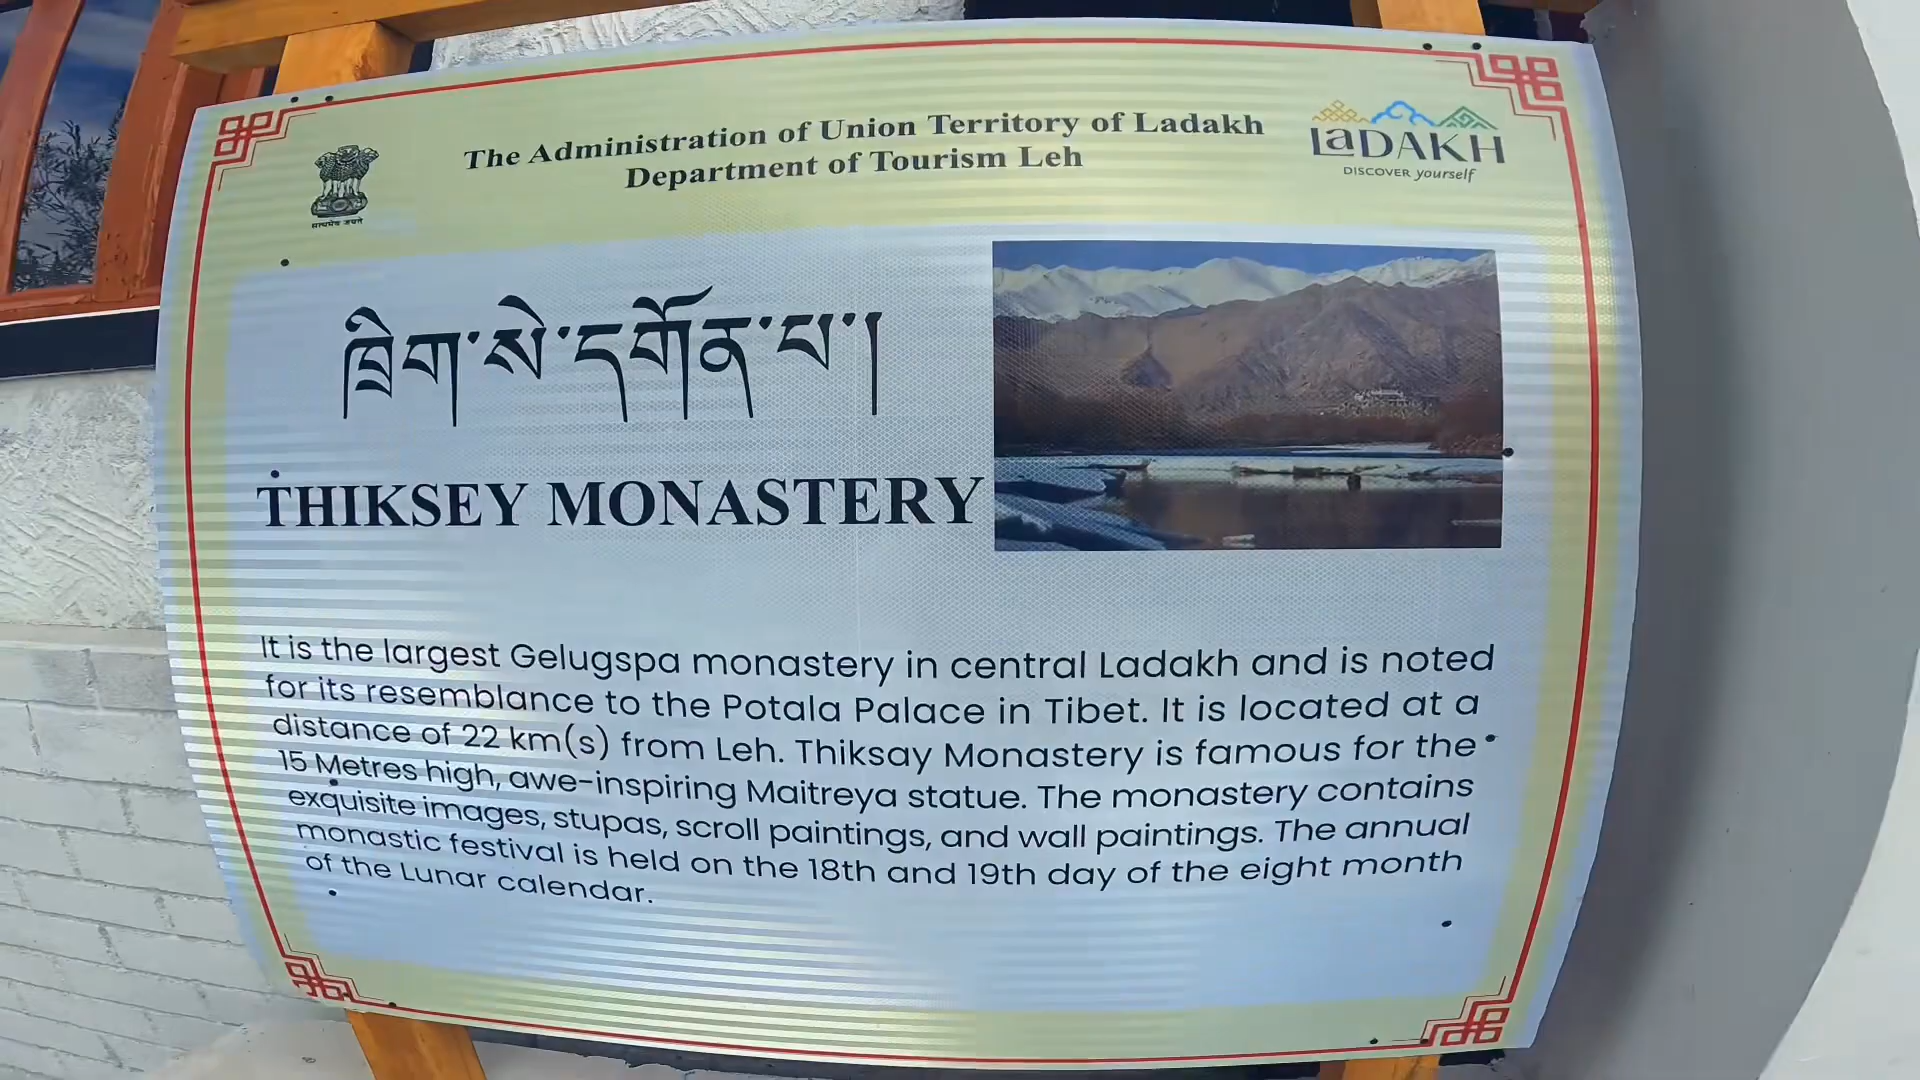 The Administration of Union Territory of Ladakh
Department of Tourism Leh
सत्यमेव जयते
LaDAKH
DISCOVER yourself
ཁྲིག་སེ་དགོན་པ།
THIKSEY MONASTERY
It is the largest Gelugspa monastery in central Ladakh and is noted
for its resemblance to the Potala Palace in Tibet. It is located at a
distance of 22 km(s) from Leh. Thiksay Monastery is famous for the
15 Metres high, awe-inspiring Maitreya statue. The monastery contains
exquisite images, stupas, scroll paintings, and wall paintings. The annual
monastic festival is held on the 18th and 19th day of the eight month
of the Lunar calendar.